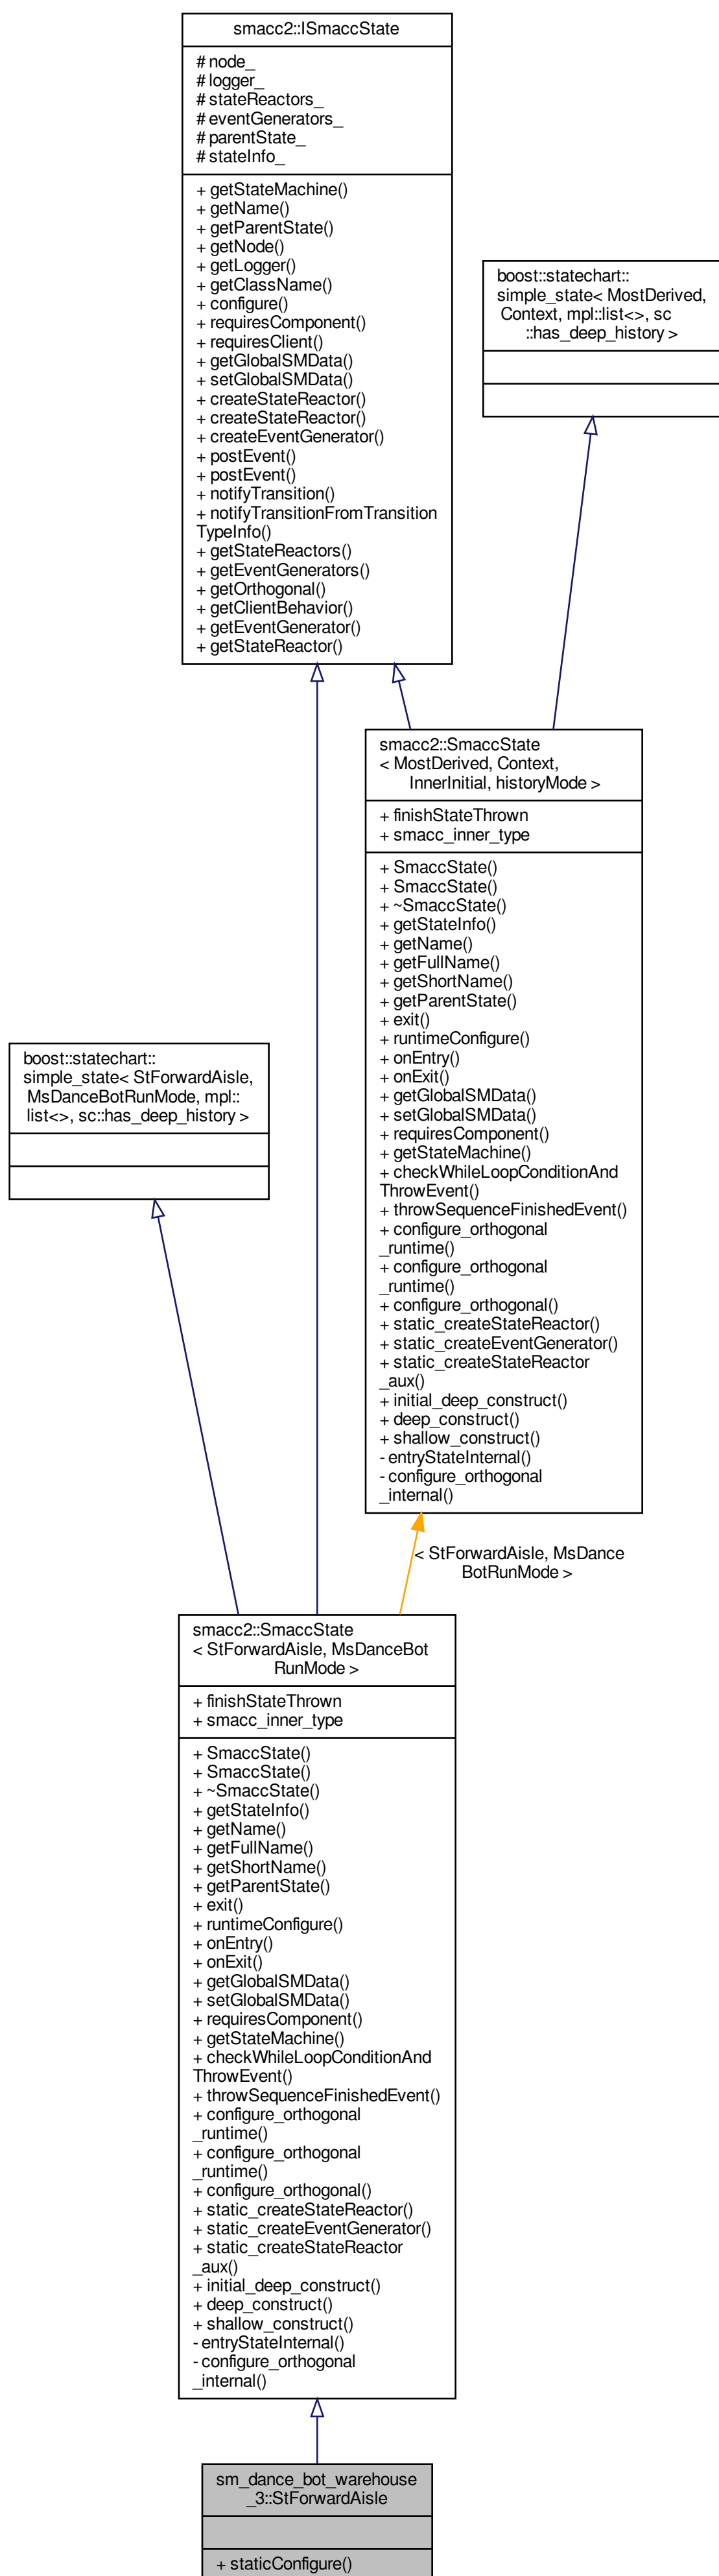 smacc2::ISmaccState
# node_
# logger_
# stateReactors_
# eventGenerators_
# parentState_
# stateInfo_
+ getStateMachine()
+ getName()
+ getParentState()
+ getNode()
+ getLogger()
+ getClassName()
+ configure()
+ requiresComponent()
+ requiresClient()
+ getGlobalSMData()
+ setGlobalSMData()
+ createStateReactor()
+ createStateReactor()
+ createEventGenerator()
+ postEvent()
+ postEvent()
+ notifyTransition()
+ notifyTransitionFromTransition
TypeInfo()
+ getStateReactors()
+ getEventGenerators()
+ getOrthogonal()
+ getClientBehavior()
+ getEventGenerator()
+ getStateReactor()
boost::statechart::
simple_state< MostDerived,
Context, mpl::list<>, sc
::has_deep_history >
smacc2::SmaccState
< MostDerived, Context,
InnerInitial, historyMode >
+ finishStateThrown
+ smacc_inner_type
+ SmaccState()
+ SmaccState()
+ ~SmaccState()
+ getStateInfo()
+ getName()
+ getFullName()
+ getShortName()
+ getParentState()
+ exit()
+ runtimeConfigure()
+ onEntry()
+ onExit()
+ getGlobalSMData()
+ setGlobalSMData()
+ requiresComponent()
+ getStateMachine()
+ checkWhileLoopConditionAnd
ThrowEvent()
+ throwSequenceFinishedEvent()
+ configure_orthogonal
_runtime()
+ configure_orthogonal
_runtime()
+ configure_orthogonal()
+ static_createStateReactor()
+ static_createEventGenerator()
+ static_createStateReactor
_aux()
+ initial_deep_construct()
+ deep_construct()
+ shallow_construct()
- entryStateInternal()
- configure_orthogonal
_internal()
boost::statechart::
simple_state< StForwardAisle,
MsDanceBotRunMode, mpl::
list<>, sc::has_deep_history >
< StForwardAisle, MsDance
BotRunMode >
smacc2::SmaccState
< StForwardAisle, MsDanceBot
RunMode >
+ finishStateThrown
+ smacc_inner_type
+ SmaccState()
+ SmaccState()
+ ~SmaccState()
+ getStateInfo()
+ getName()
+ getFullName()
+ getShortName()
+ getParentState()
+ exit()
+ runtimeConfigure()
+ onEntry()
+ onExit()
+ getGlobalSMData()
+ setGlobalSMData()
+ requiresComponent()
+ getStateMachine()
+ checkWhileLoopConditionAnd
ThrowEvent()
+ throwSequenceFinishedEvent()
+ configure_orthogonal
_runtime()
+ configure_orthogonal
_runtime()
+ configure_orthogonal()
+ static_createStateReactor()
+ static_createEventGenerator()
+ static_createStateReactor
_aux()
+ initial_deep_construct()
+ deep_construct()
+ shallow_construct()
- entryStateInternal()
- configure_orthogonal
_internal()
sm_dance_bot_warehouse
_3::StForwardAisle
+ staticConfigure()